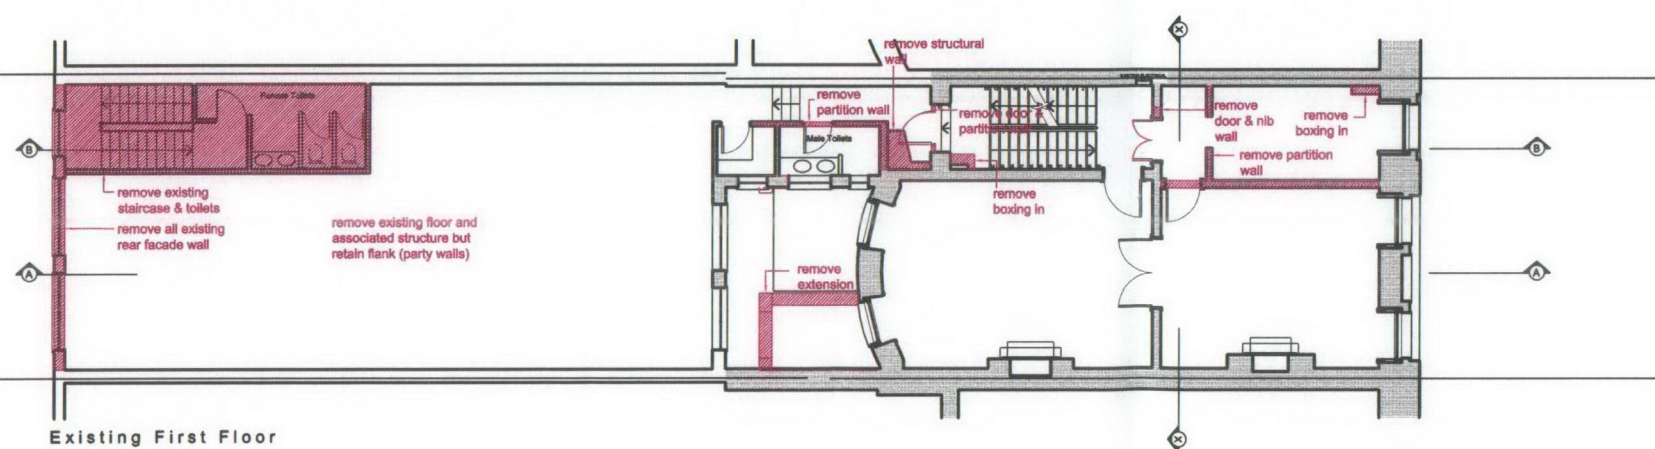 X
remove structural
wall
Female Toilets
remove
partition wall
Male Toilets
remove door &
partition wall
remove
door & nib
wall
remove
boxing in
B
B
remove partition
wall
remove existing
staircase & toilets
remove
boxing in
remove all existing
rear facade wall
remove existing floor and
associated structure but
retain flank (party walls)
A
remove
extension
A
Existing First Floor
X